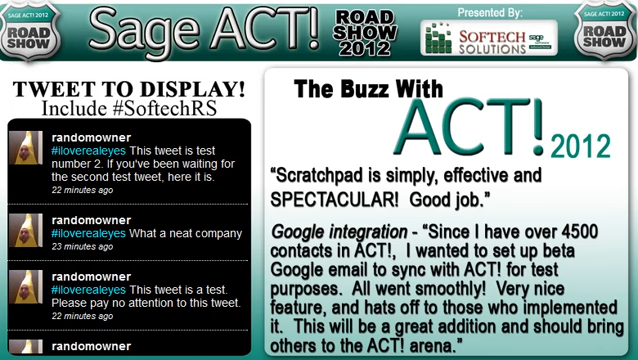 SAGE ACT! 2012
ROAD
SHOW
Sage ACT!
ROAD
SHOW
2012
Presented By:
SOFTECH
SOLUTIONS
sage
SAGE ACT! 2012
ROAD
SHOW
TWEET TO DISPLAY!
Include #SoftechRS
randomowner
#iloverealeyes This tweet is test
number 2. If you've been waiting for
the second test tweet, here it is.
22 minutes ago
randomowner
#iloverealeyes What a neat company
23 minutes ago
randomowner
#iloverealeyes This tweet is a test.
Please pay no attention to this tweet.
22 minutes ago
randomowner
The Buzz With
ACT!
2012
“Scratchpad is simply, effective and
SPECTACULAR!  Good job.”
Google integration - “Since I have over 4500
contacts in ACT!,  I wanted to set up beta
Google email to sync with ACT! for test
purposes.  All went smoothly!  Very nice
feature, and hats off to those who implemented
it.  This will be a great addition and should bring
others to the ACT! arena.”